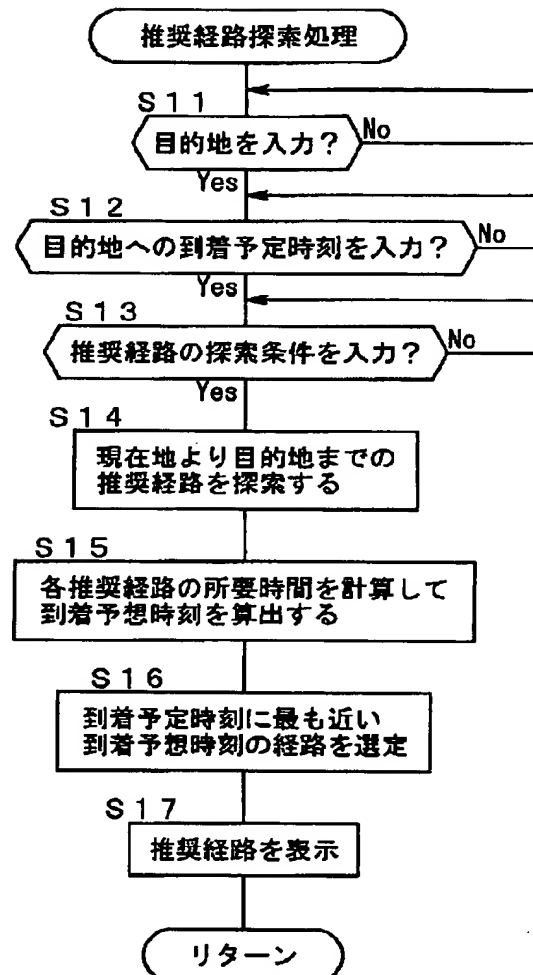 推奨経路探索処理
S11
目的地を入力？
No
Yes
S12
目的地への到着予定時刻を入力？
No
Yes
S13
推奨経路の探索条件を入力？
No
Yes
S14
現在地より目的地までの
推奨経路を探索する
S15
各推奨経路の所要時間を計算して
到着予想時刻を算出する
S16
到着予定時刻に最も近い
到着予想時刻の経路を選定
S17
推奨経路を表示
リターン